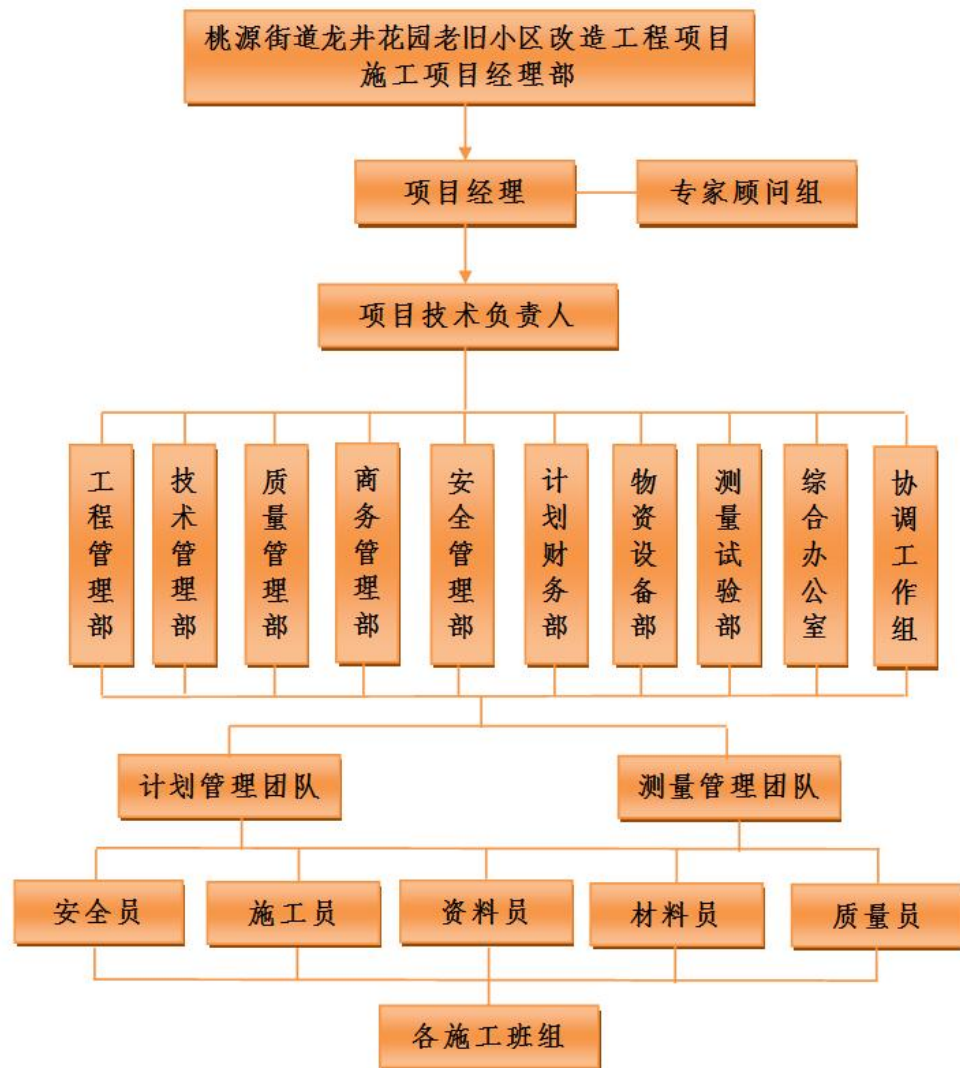 桃源街道龙井花园老旧小区改造工程项目
施工项目经理部
项目经理
专家顾问组
项目技术负责人
工程管理部
技术管理部
质量管理部
商务管理部
安全管理部
计划财务部
物资设备部
测量试验部
综合办公室
协调工作组
计划管理团队
测量管理团队
安全员
施工员
资料员
材料员
质量员
各施工班组